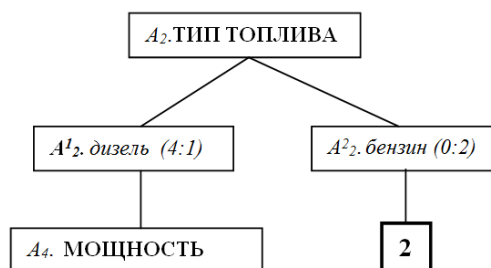 A₂.ТИП ТОПЛИВА
A¹₂. дизель (4:1)
A²₂. бензин (0:2)
A₄. МОЩНОСТЬ
2